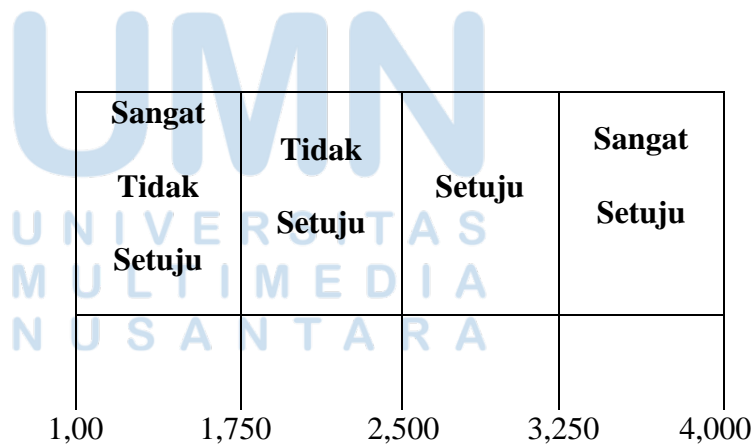 UMN
UNIVERSITAS
MULTIMEDIA
NUSANTARA
Sangat
Tidak
Setuju
Tidak
Setuju
Setuju
Sangat
Setuju
1,00 1,750 2,500 3,250 4,000